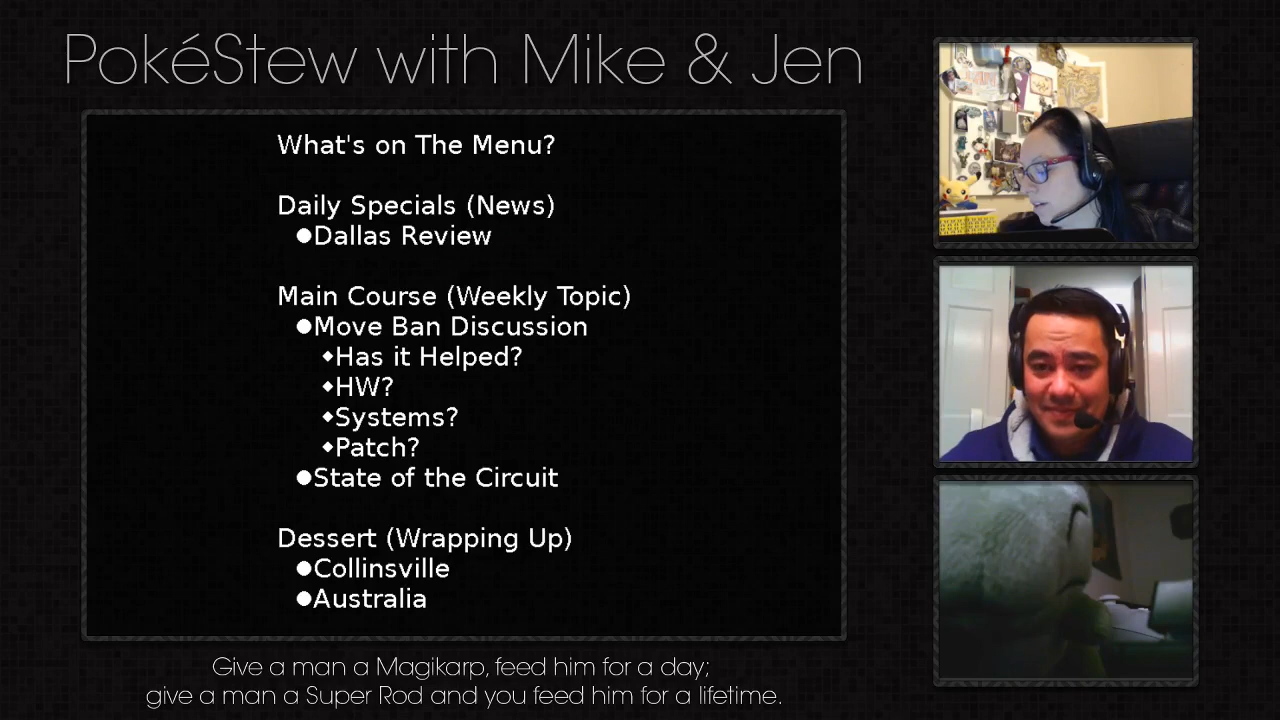 PokéStew with Mike & Jen
What's on The Menu?
Daily Specials (News)
●Dallas Review
Main Course (Weekly Topic)
●Move Ban Discussion
◆Has it Helped?
◆HW?
◆Systems?
◆Patch?
●State of the Circuit
Dessert (Wrapping Up)
●Collinsville
●Australia
Give a man a Magikarp, feed him for a day;
give a man a Super Rod and you feed him for a lifetime.